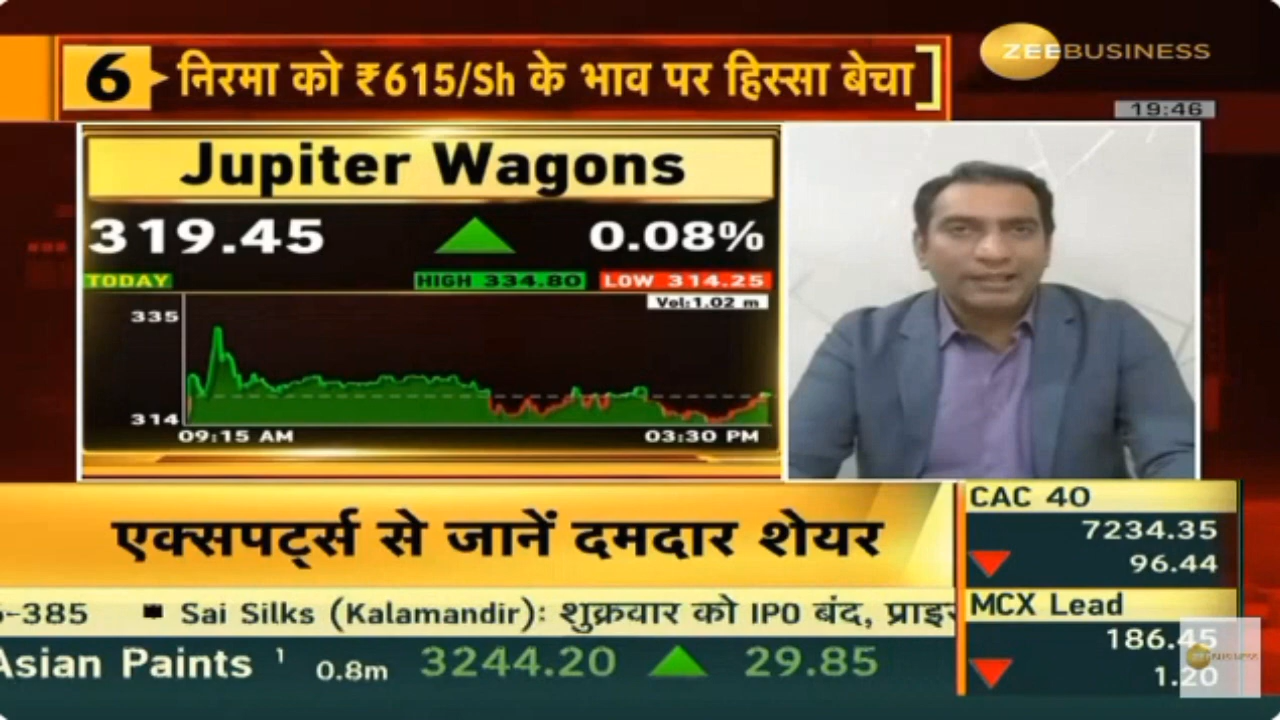 6 निरमा को ₹615/Sh के भाव पर हिस्सा बेचा
ZEEBUSINESS
19:46
Jupiter Wagons
319.45 0.08%
TODAY HIGH 334.80 LOW 314.25
Vol:1.02 m
335
314
09:15 AM 03:30 PM
एक्सपर्ट्स से जानें दमदार शेयर
CAC 40
7234.35
96.44
-385 ■ Sai Silks (Kalamandir): शुक्रवार को IPO बंद,
MCX Lead
186.45
1.20
Asian Paints 1 0.8m 3244.20 29.85
ZEEBUSINESS